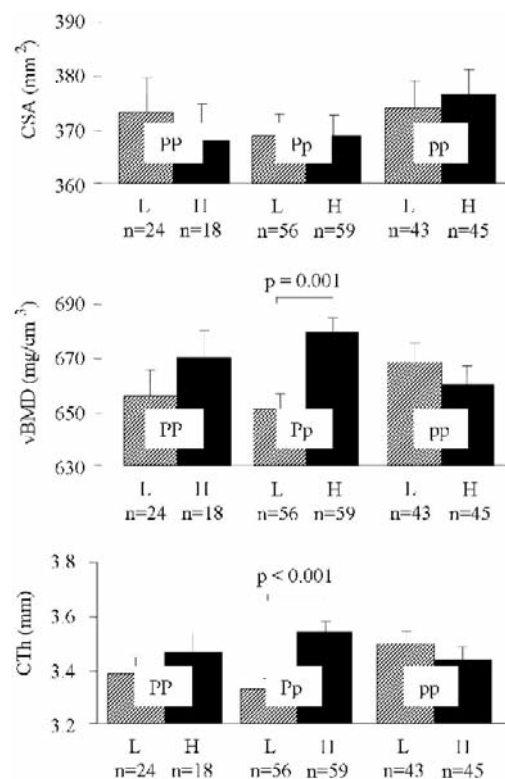 390
380
370
360
CSA (mm²)
PP
Pp
pp
L H L H L H
n=24 n=18 n=56 n=59 n=43 n=45
p = 0.001
690
670
650
630
vBMD (mg/cm³)
PP
Pp
pp
L H L H L H
n=24 n=18 n=56 n=59 n=43 n=45
p < 0.001
3.8
3.6
3.4
3.2
CTh (mm)
PP
Pp
pp
L H L H L H
n=24 n=18 n=56 n=59 n=43 n=45